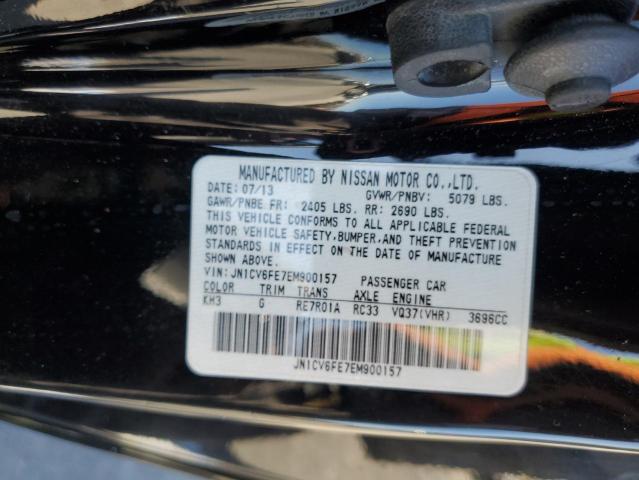 MANUFACTURED BY NISSAN MOTOR CO.,LTD.
DATE: 07/13 GVWR/PNBV: 5079 LBS.
GAWR/PNBE FR: 2405 LBS. RR: 2690 LBS.
THIS VEHICLE CONFORMS TO ALL APPLICABLE FEDERAL
MOTOR VEHICLE SAFETY,BUMPER,AND THEFT PREVENTION
STANDARDS IN EFFECT ON THE DATE OF MANUFACTURE
SHOWN ABOVE.
VIN: JN1CV6FE7EM900157 PASSENGER CAR
COLOR TRIM TRANS AXLE ENGINE
KH3 G RE7R01A RC33 VQ37(VHR) 3696CC
JN1CV6FE7EM900157